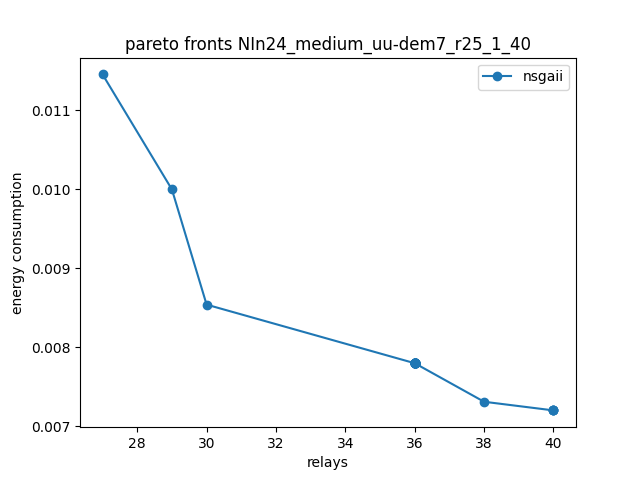 pareto fronts NIn24_medium_uu-dem7_r25_1_40
nsgaii
0.011
0.010
0.009
0.008
0.007
energy consumption
28 30 32 34 36 38 40
relays